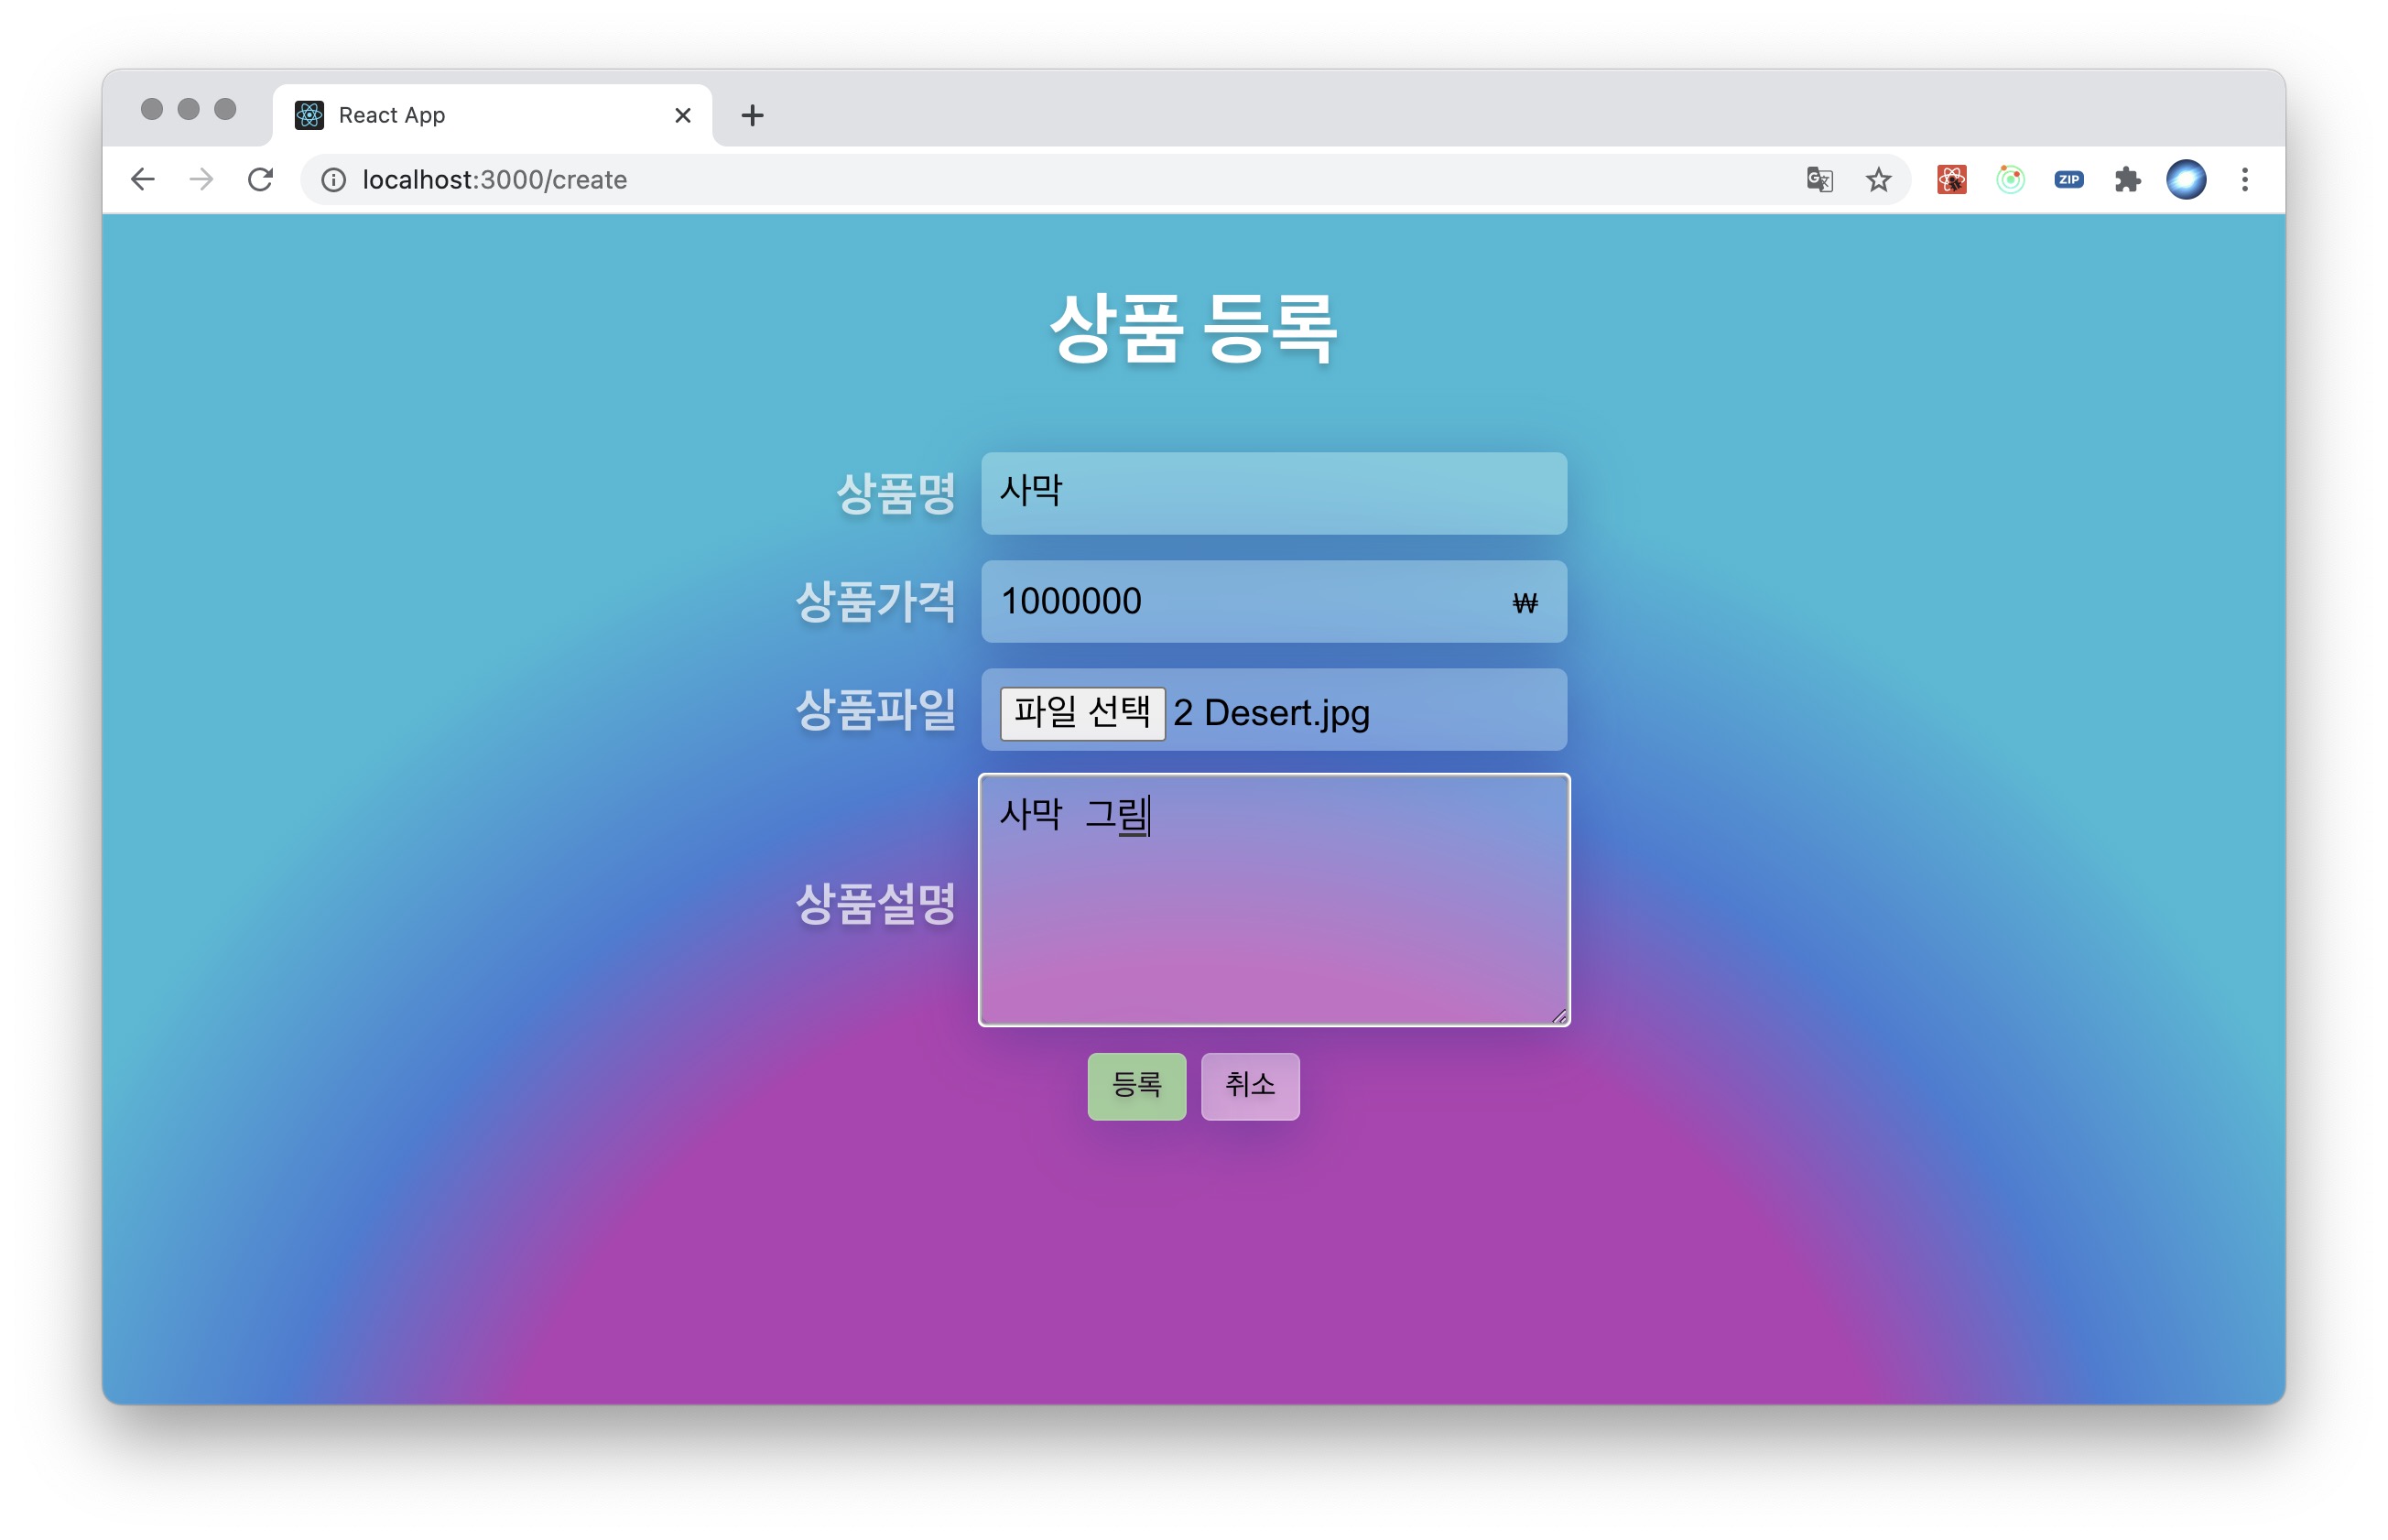 React App
localhost:3000/create
ZIP
상품 등록
상품명 사막
상품가격 1000000 ₩
상품파일 파일 선택 2 Desert.jpg
상품설명 사막 그림
등록 취소